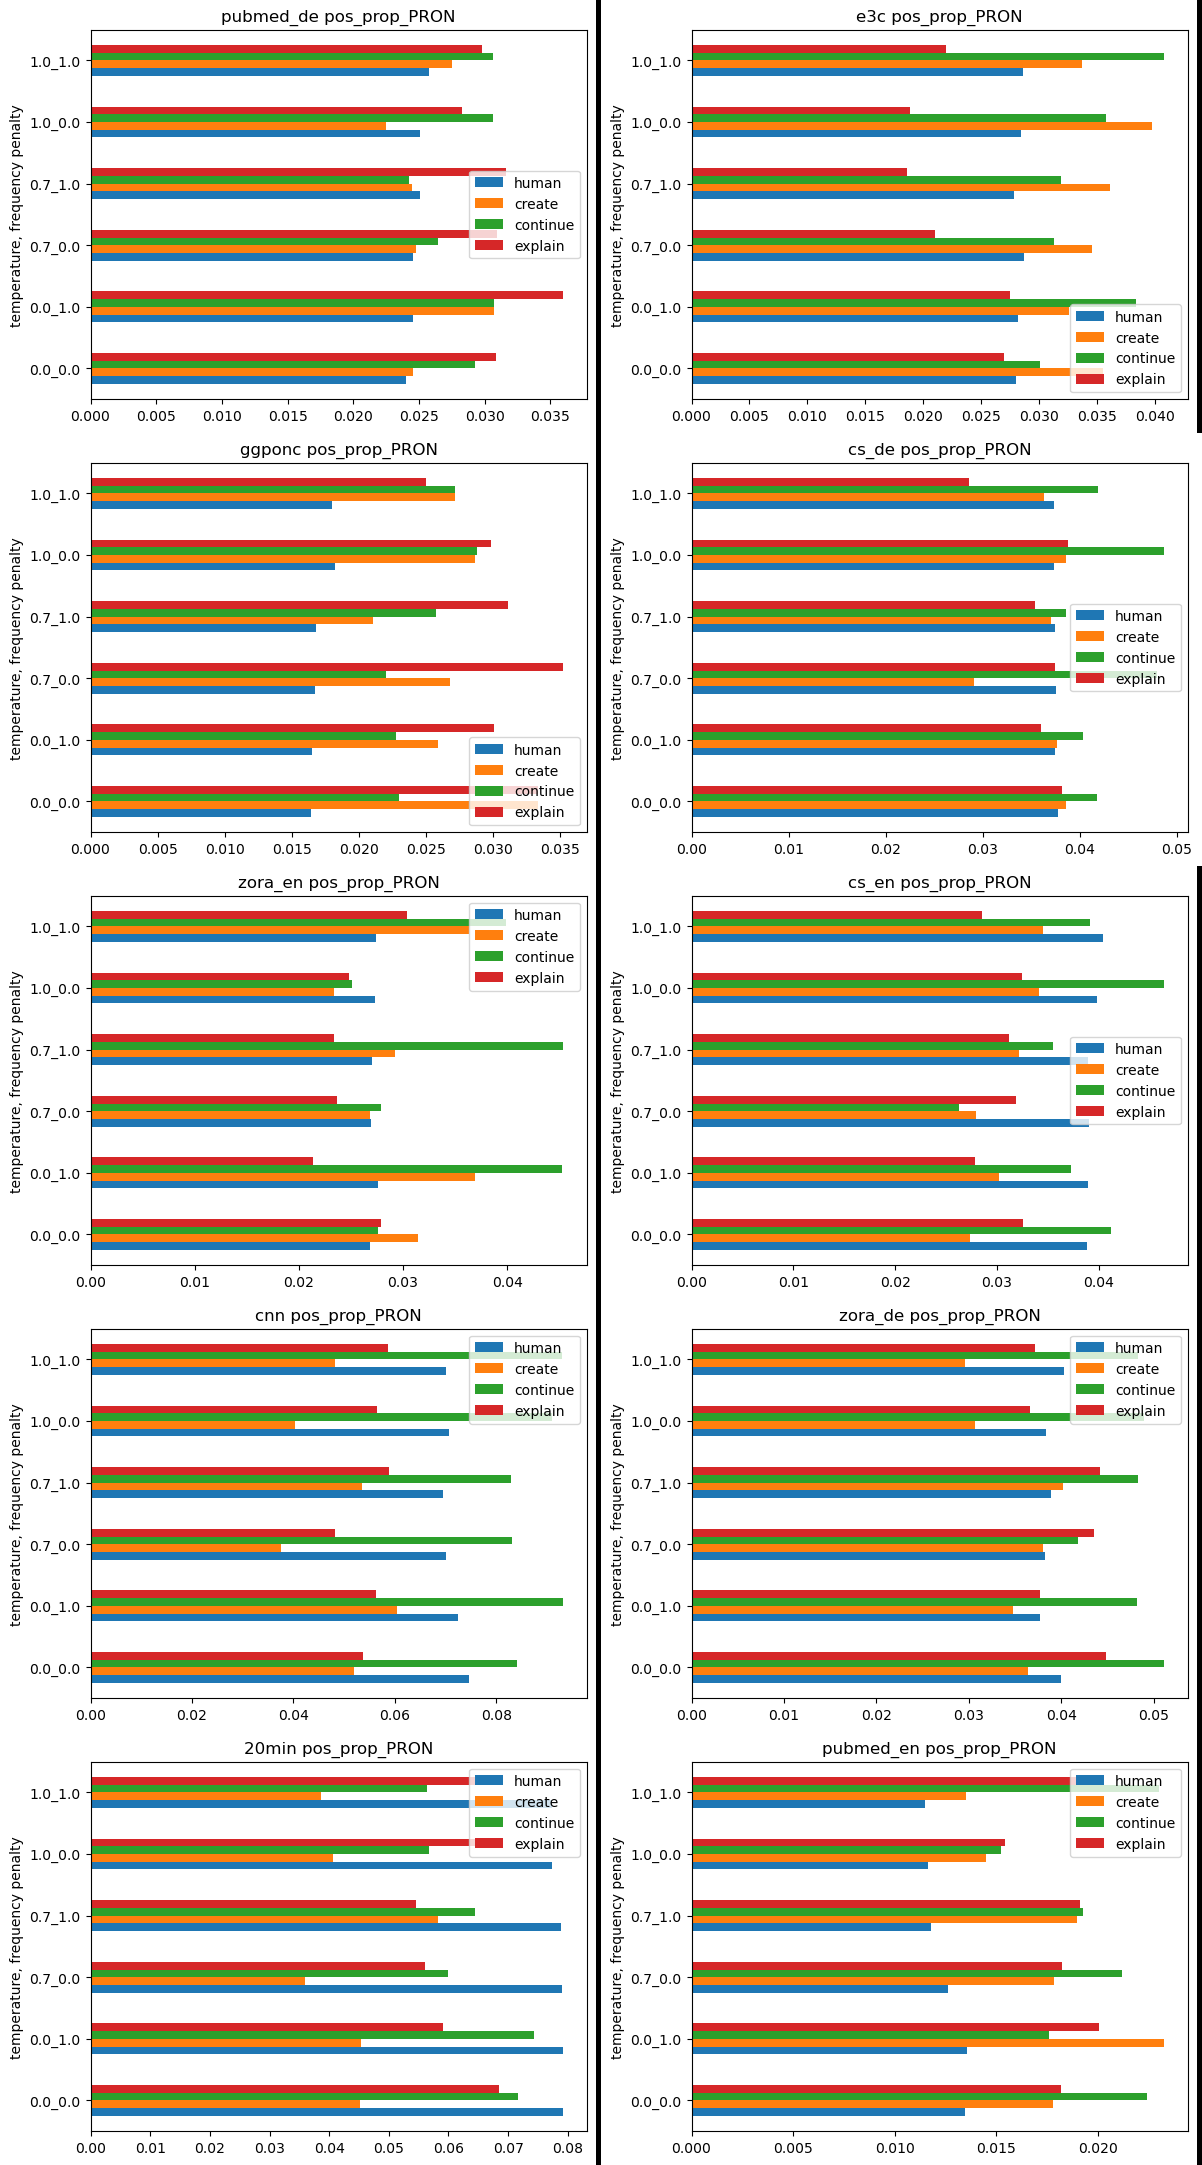 pubmed_de pos_prop_PRON
temperature, frequency penalty
1.0_1.0
1.0_0.0
0.7_1.0
0.7_0.0
0.0_1.0
0.0_0.0
human
create
continue
explain
0.000 0.005 0.010 0.015 0.020 0.025 0.030 0.035
e3c pos_prop_PRON
temperature, frequency penalty
1.0_1.0
1.0_0.0
0.7_1.0
0.7_0.0
0.0_1.0
0.0_0.0
human
create
continue
explain
0.000 0.005 0.010 0.015 0.020 0.025 0.030 0.035 0.040
ggponc pos_prop_PRON
temperature, frequency penalty
1.0_1.0
1.0_0.0
0.7_1.0
0.7_0.0
0.0_1.0
0.0_0.0
human
create
continue
explain
0.000 0.005 0.010 0.015 0.020 0.025 0.030 0.035
cs_de pos_prop_PRON
temperature, frequency penalty
1.0_1.0
1.0_0.0
0.7_1.0
0.7_0.0
0.0_1.0
0.0_0.0
human
create
continue
explain
0.00 0.01 0.02 0.03 0.04 0.05
zora_en pos_prop_PRON
temperature, frequency penalty
1.0_1.0
1.0_0.0
0.7_1.0
0.7_0.0
0.0_1.0
0.0_0.0
human
create
continue
explain
0.00 0.01 0.02 0.03 0.04
cs_en pos_prop_PRON
temperature, frequency penalty
1.0_1.0
1.0_0.0
0.7_1.0
0.7_0.0
0.0_1.0
0.0_0.0
human
create
continue
explain
0.00 0.01 0.02 0.03 0.04
cnn pos_prop_PRON
temperature, frequency penalty
1.0_1.0
1.0_0.0
0.7_1.0
0.7_0.0
0.0_1.0
0.0_0.0
human
create
continue
explain
0.00 0.02 0.04 0.06 0.08
zora_de pos_prop_PRON
temperature, frequency penalty
1.0_1.0
1.0_0.0
0.7_1.0
0.7_0.0
0.0_1.0
0.0_0.0
human
create
continue
explain
0.00 0.01 0.02 0.03 0.04 0.05
20min pos_prop_PRON
temperature, frequency penalty
1.0_1.0
1.0_0.0
0.7_1.0
0.7_0.0
0.0_1.0
0.0_0.0
human
create
continue
explain
0.00 0.01 0.02 0.03 0.04 0.05 0.06 0.07 0.08
pubmed_en pos_prop_PRON
temperature, frequency penalty
1.0_1.0
1.0_0.0
0.7_1.0
0.7_0.0
0.0_1.0
0.0_0.0
human
create
continue
explain
0.000 0.005 0.010 0.015 0.020